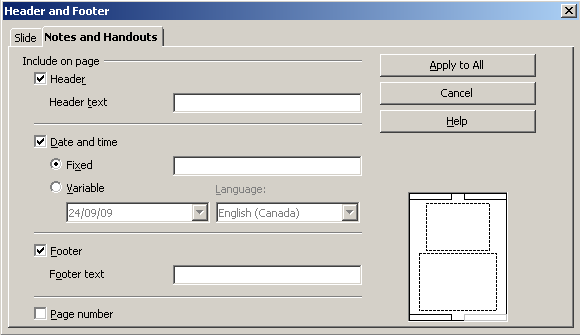 Header and Footer
Slide
Notes and Handouts
Include on page
Header
Header text
Date and time
Fixed
Variable
Language:
24/09/09
English (Canada)
Footer
Footer text
Page number
Apply to All
Cancel
Help